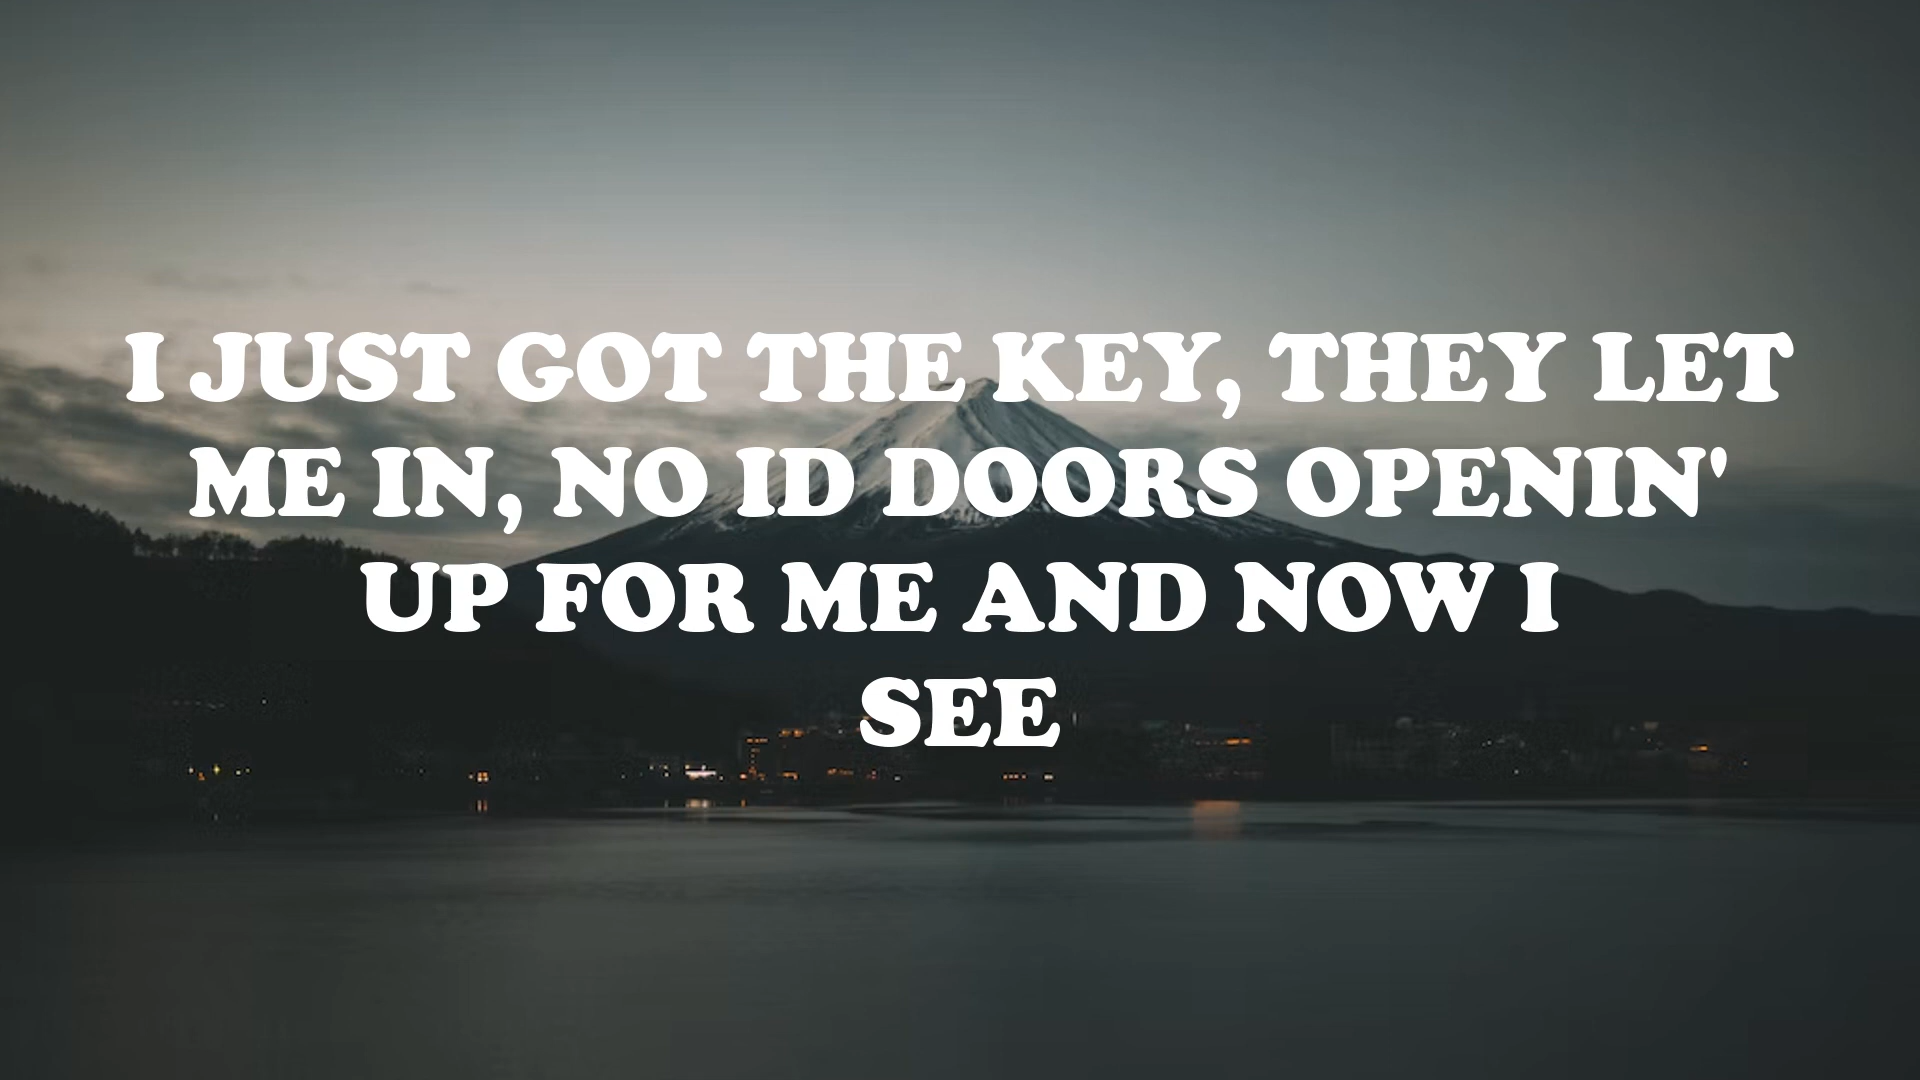 I JUST GOT THE KEY, THEY LET
ME IN, NO ID DOORS OPENIN'
UP FOR ME AND NOW I
SEE